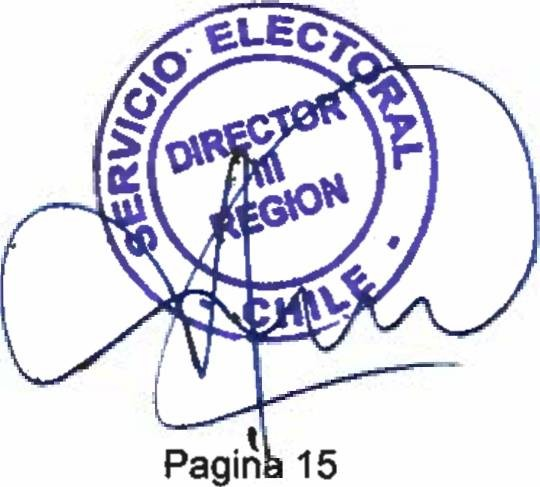 SERVICIO ELECTORAL
DIRECTOR
III
REGION
CHILE
Pagina 15